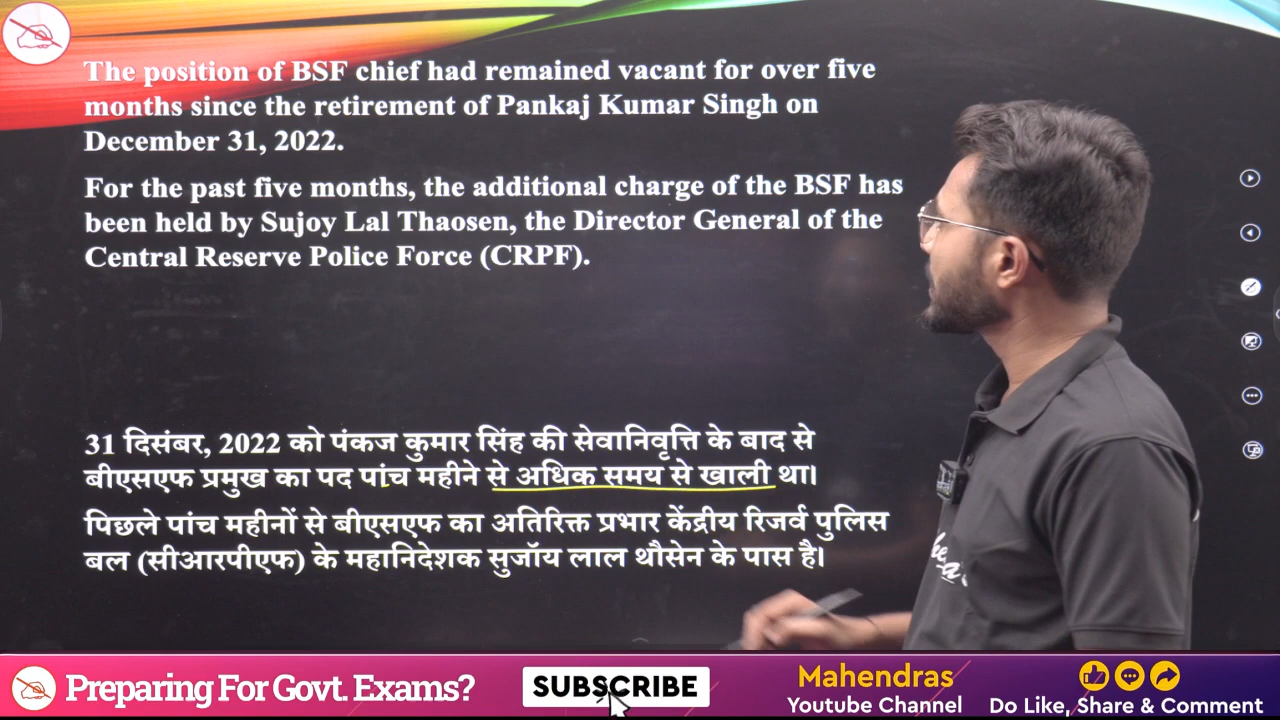 The position of BSF chief had remained vacant for over five
months since the retirement of Pankaj Kumar Singh on
December 31, 2022.
For the past five months, the additional charge of the BSF has
been held by Sujoy Lal Thaosen, the Director General of the
Central Reserve Police Force (CRPF).
31 दिसंबर, 2022 को पंकज कुमार सिंह की सेवानिवृत्ति के बाद से
बीएसएफ प्रमुख का पद पांच महीने से अधिक समय से खाली था।
पिछले पांच महीनों से बीएसएफ का अतिरिक्त प्रभार केंद्रीय रिजर्व पुलिस
बल (सीआरपीएफ) के महानिदेशक सुजॉय लाल थौसेन के पास है।
Preparing For Govt. Exams?
SUBSCRIBE
Mahendras
Youtube Channel
Do Like, Share & Comment